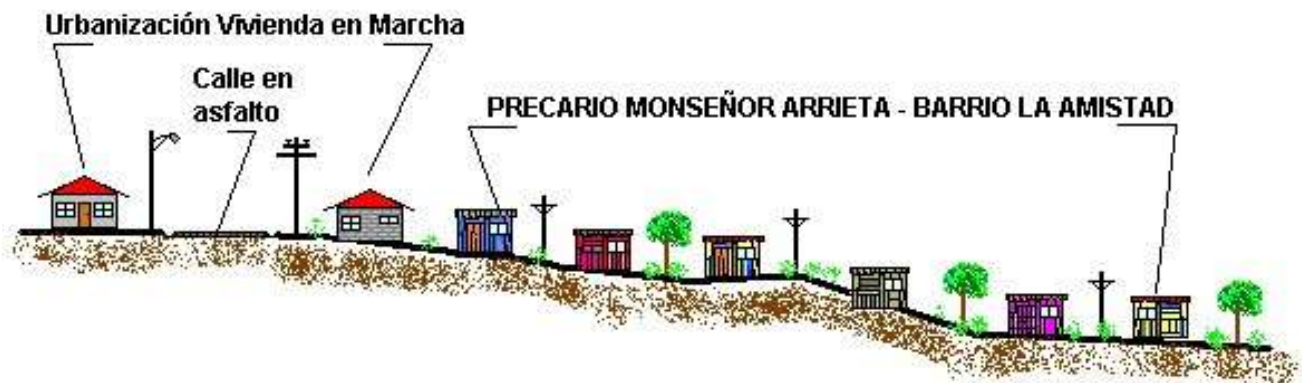 Urbanización Vivienda en Marcha
Calle en
asfalto
PRECARIO MONSEÑOR ARRIETA - BARRIO LA AMISTAD